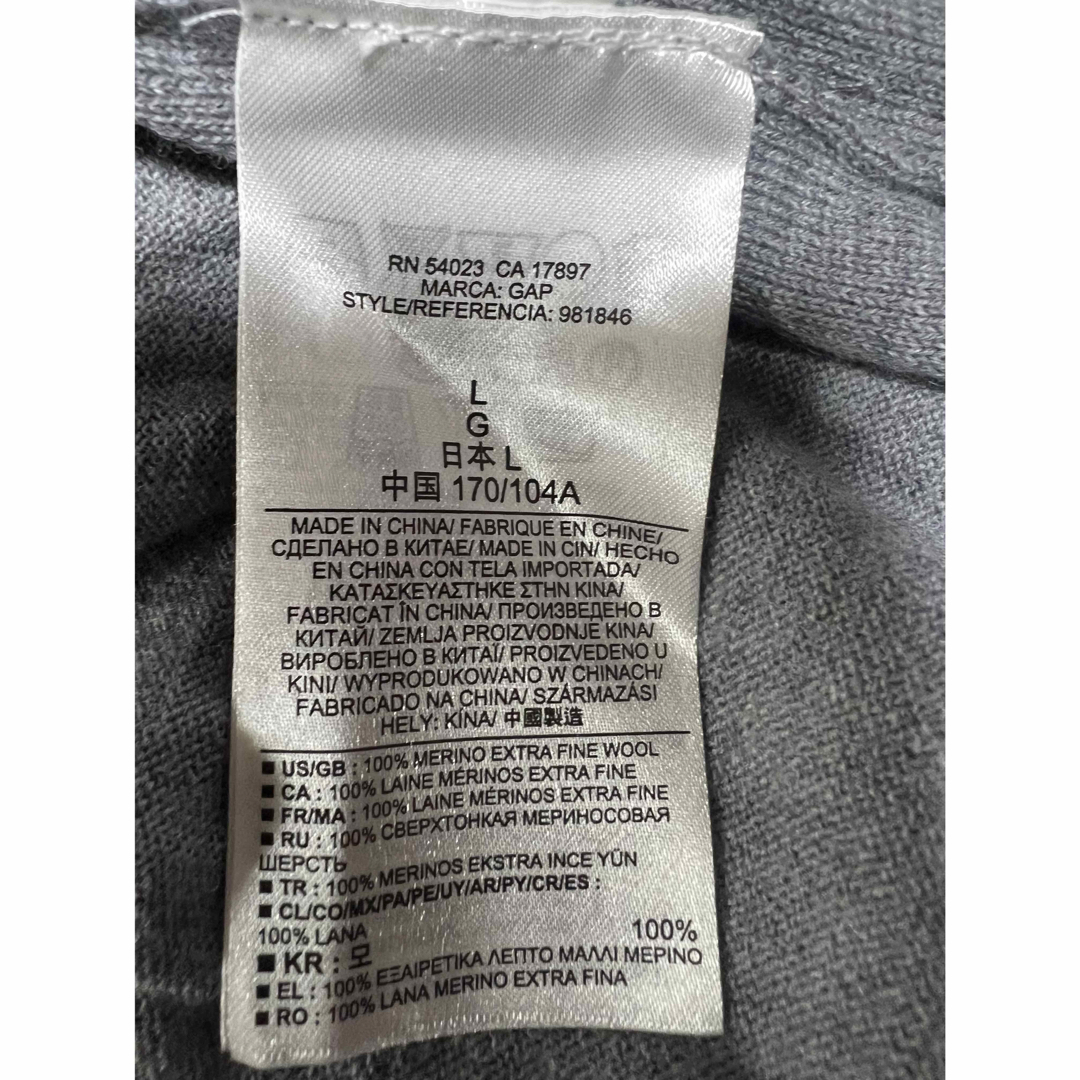 RN 54023 CA 17897
MARCA: GAP
STYLE/REFERENCIA: 981846
L
G
日本 L
中国 170/104A
MADE IN CHINA/ FABRIQUE EN CHINE/
СДЕЛАНО В КИТАЕ/ MADE IN CIN/ HECHO
EN CHINA CON TELA IMPORTADA/
ΚΑΤΑΣΚΕΥΑΣΤΗΚΕ ΣΤΗΝ ΚΙΝΑ/
FABRICAT ÎN CHINA/ ПРОИЗВЕДЕНО В
КИТАЙ/ ZEMLJA PROIZVODNJE KINA/
ВИРОБЛЕНО В КИТАЇ/ PROIZVEDENO U
KINI/ WYPRODUKOWANO W CHINACH/
FABRICADO NA CHINA/ SZÁRMAZÁSI
HELY: KÍNA/ 中國製造
■ US/GB : 100% MERINO EXTRA FINE WOOL
■ CA : 100% LAINE MÉRINOS EXTRA FINE
■ FR/MA : 100% LAINE MÉRINOS EXTRA FINE
■ RU : 100% СВЕРХТОНКАЯ МЕРИНОСОВАЯ
ШЕРСТЬ
■ TR : 100% MERINOS EKSTRA INCE YÜN
■ CL/CO/MX/PA/PE/UY/AR/PY/CR/ES :
100% LANA
■ KR : 모 100%
■ EL : 100% ΕΞΑΙΡΕΤΙΚΑ ΛΕΠΤΟ ΜΑΛΛΙ ΜΕΡΙΝΟ
■ RO : 100% LANA MERINO EXTRA FINA